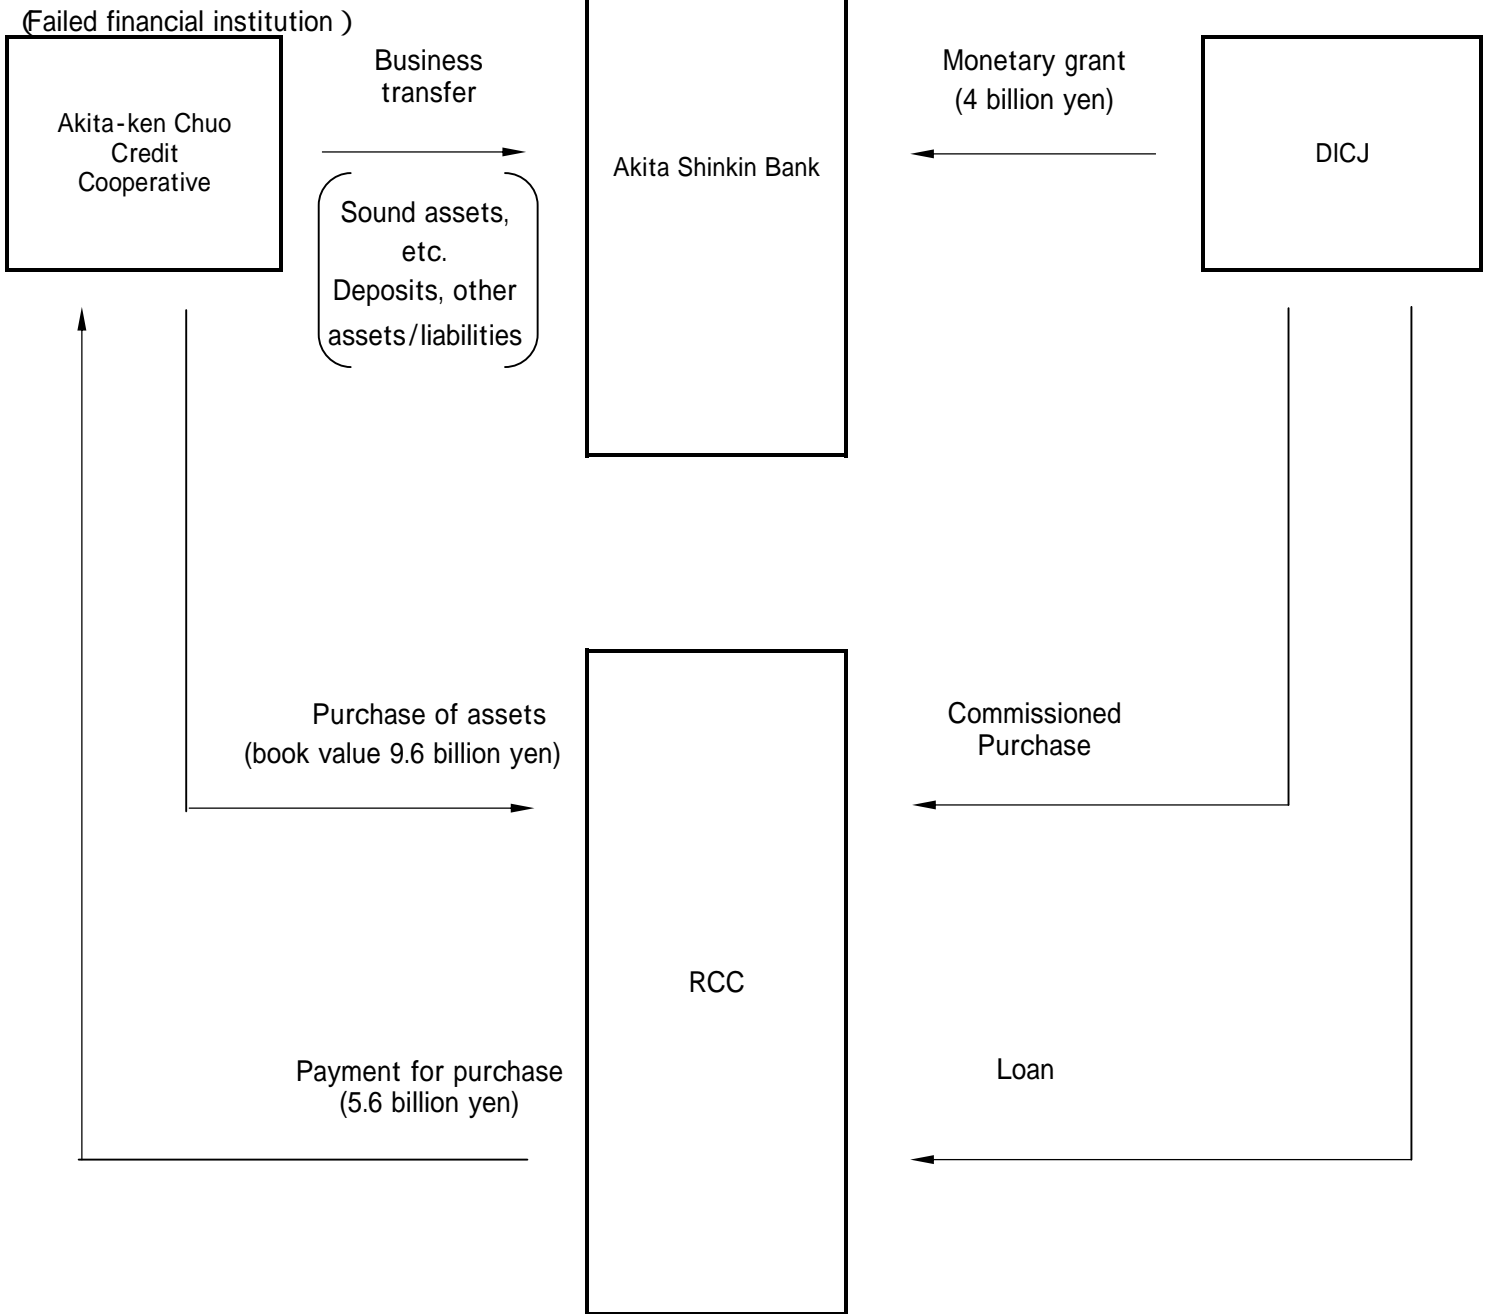 (Failed financial institution)
Akita-ken Chuo
Credit
Cooperative
Business
transfer
Sound assets,
etc.
Deposits, other
assets/liabilities
Akita Shinkin Bank
Monetary grant
(4 billion yen)
DICJ
Purchase of assets
(book value 9.6 billion yen)
Commissioned
Purchase
RCC
Payment for purchase
(5.6 billion yen)
Loan